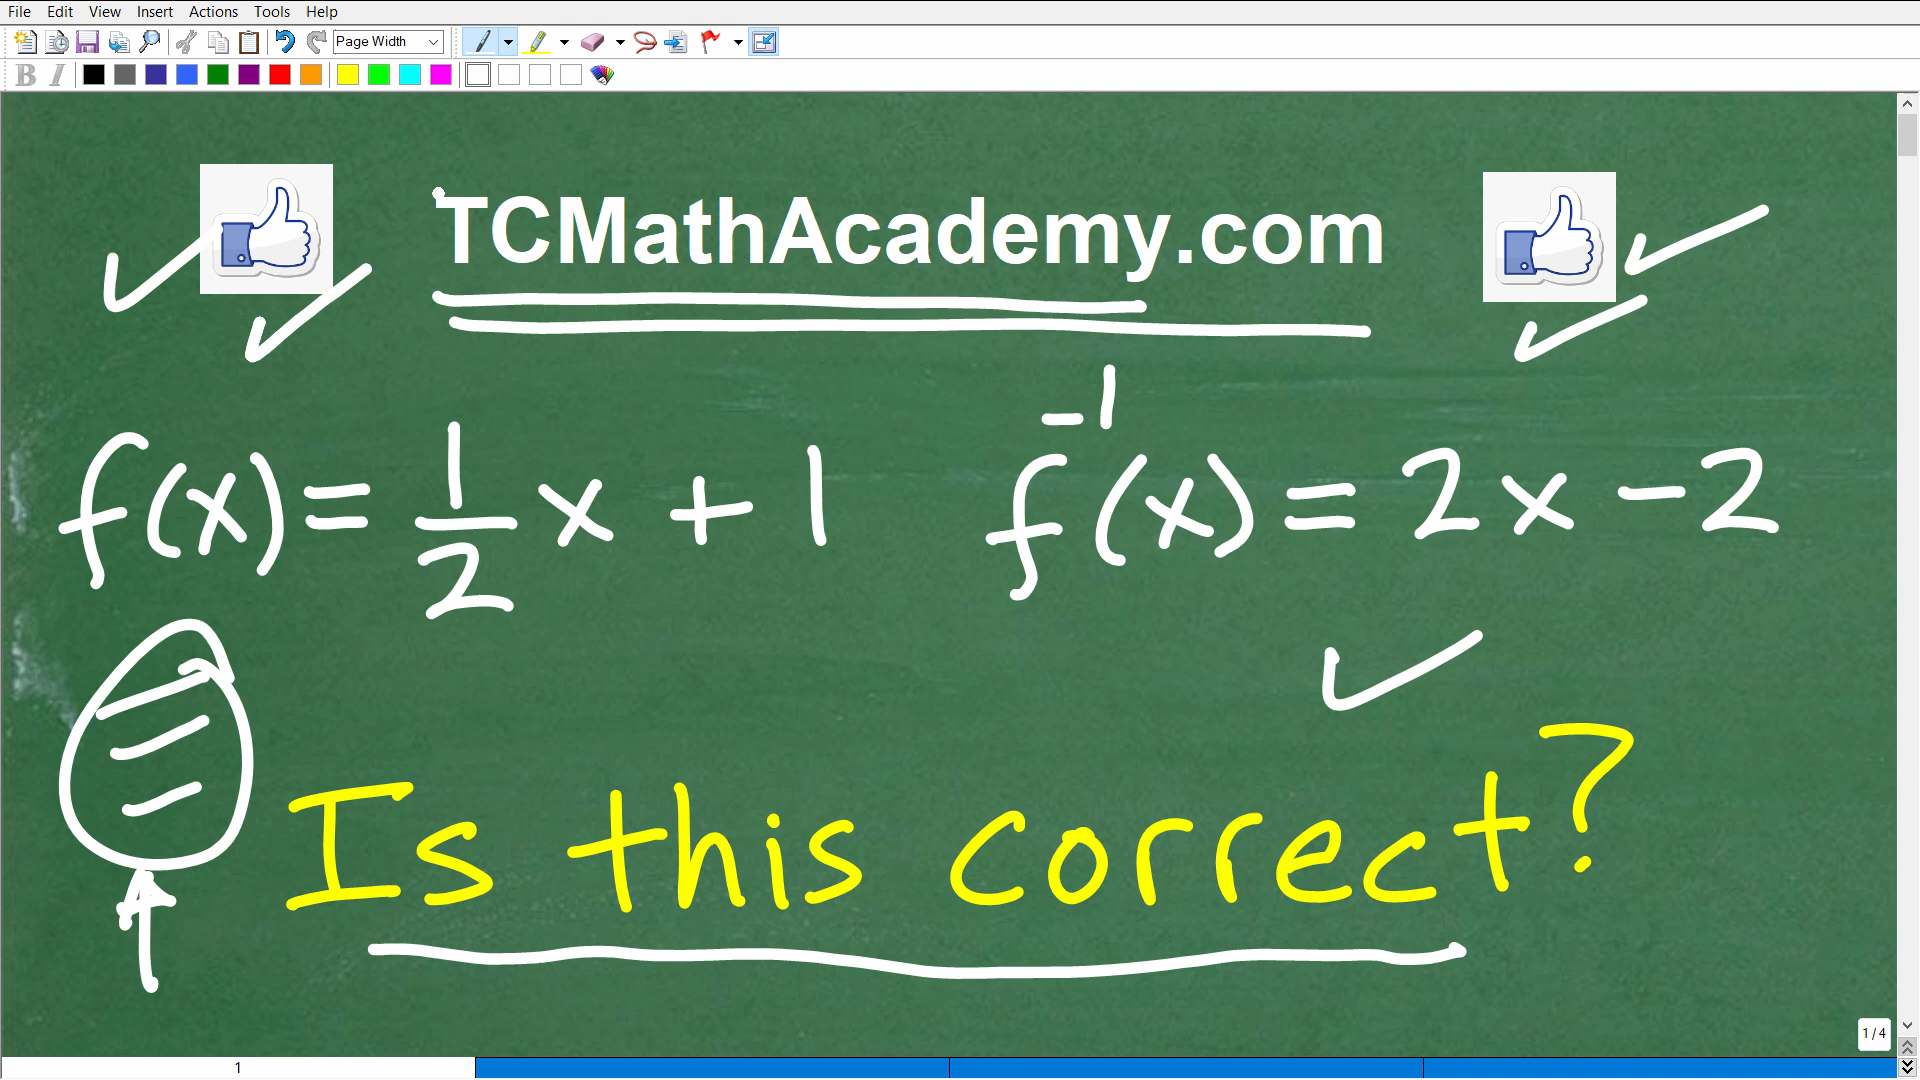 File Edit View Insert Actions Tools Help
Page Width
B I
TCMathAcademy.com
f(x) = 1/2 x + 1 f⁻¹(x) = 2x - 2
Is this correct?
1 / 4
1